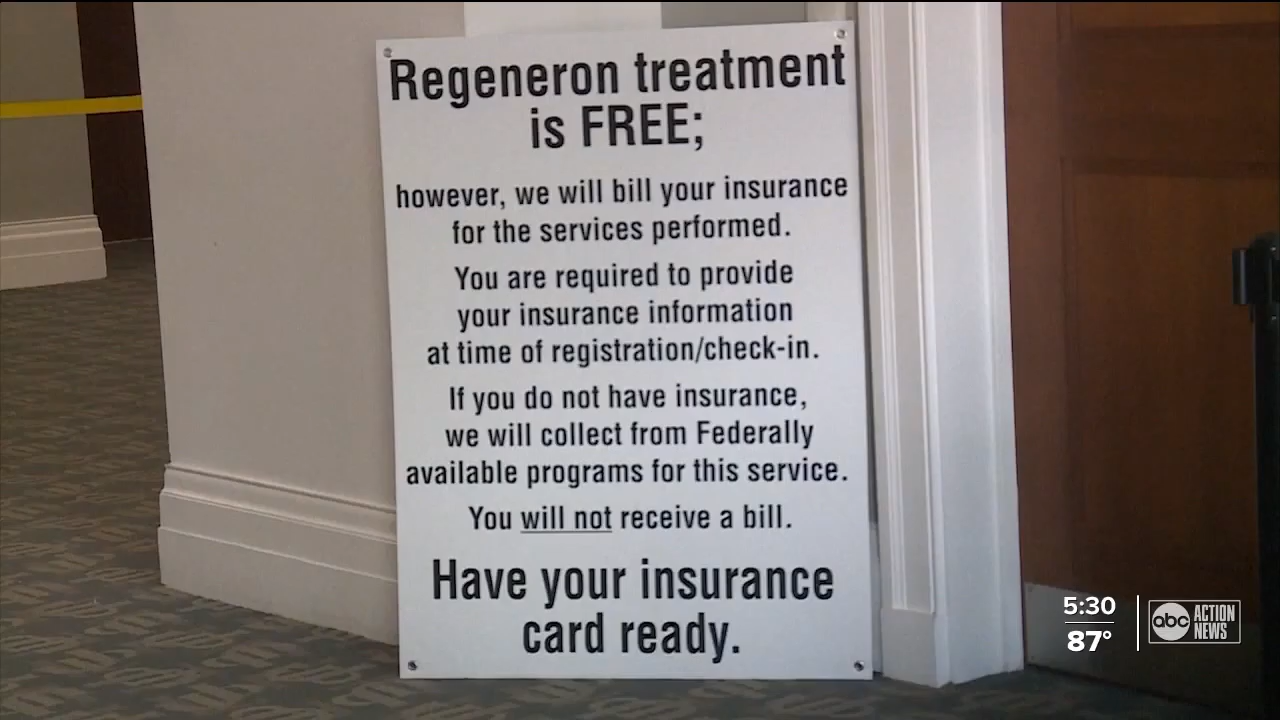 Regeneron treatment
is FREE;
however, we will bill your insurance
for the services performed.
You are required to provide
your insurance information
at time of registration/check-in.
If you do not have insurance,
we will collect from Federally
available programs for this service.
You will not receive a bill.
Have your insurance
card ready.
5:30
87°
abc
ACTION
NEWS